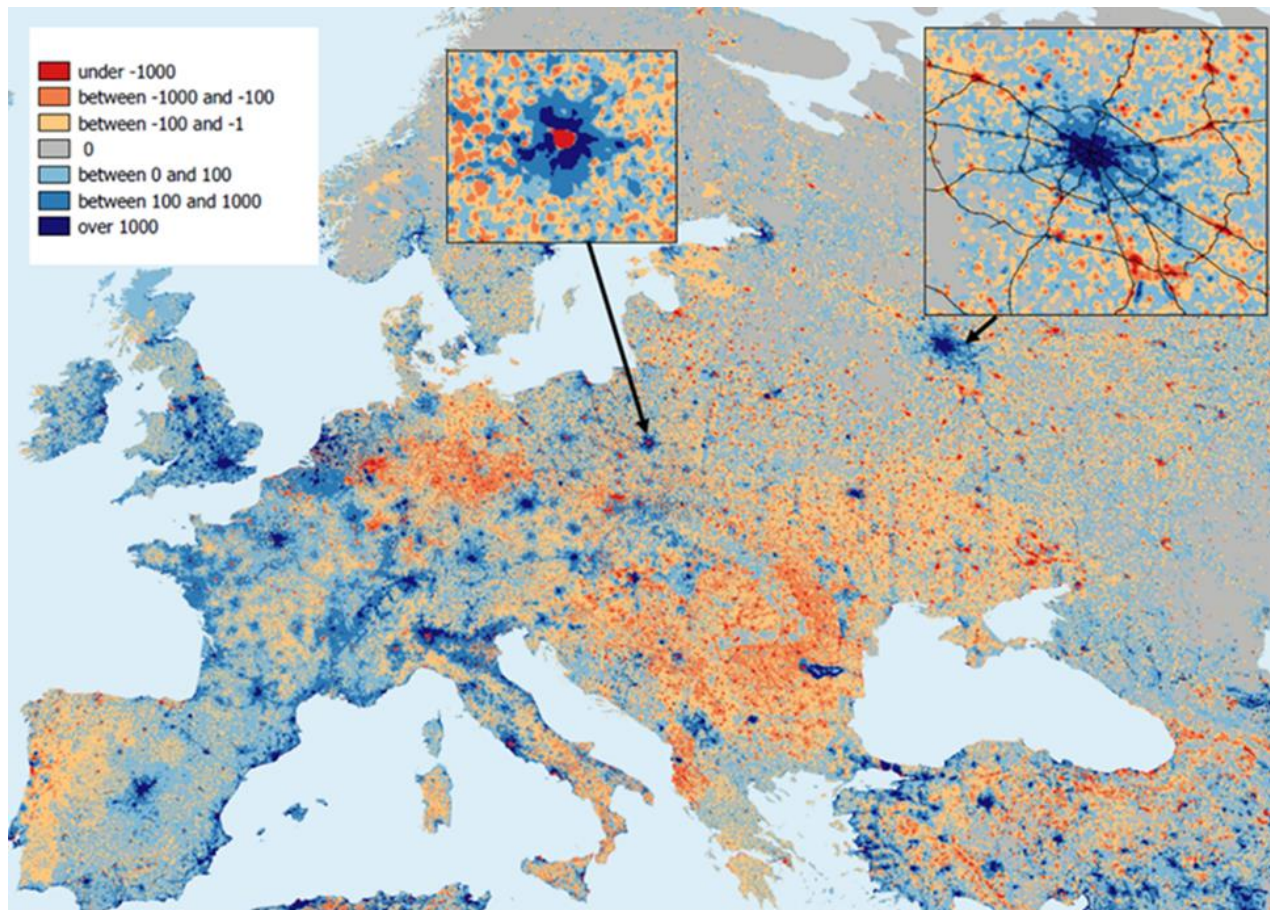 under -1000
between -1000 and -100
between -100 and -1
0
between 0 and 100
between 100 and 1000
over 1000